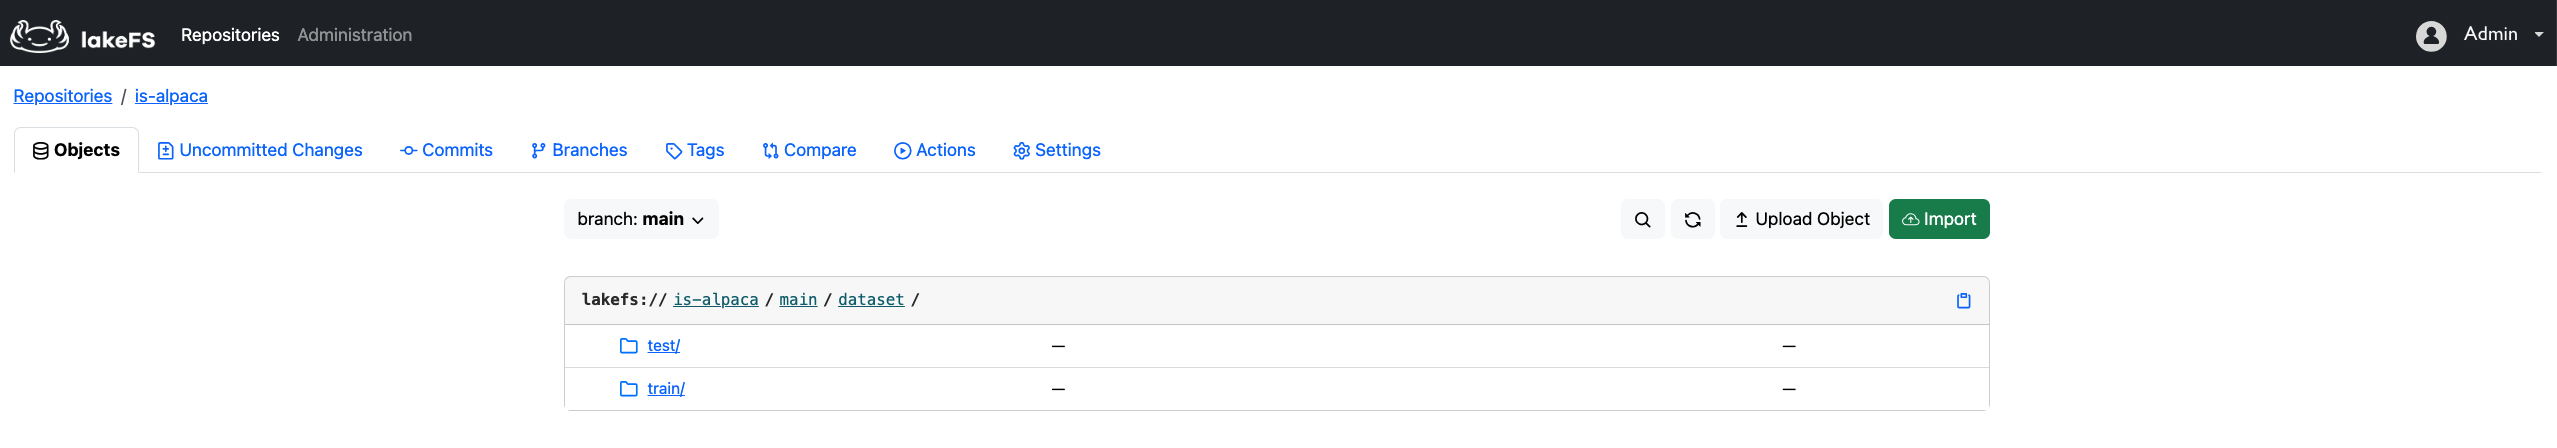 lakeFS Repositories Administration Admin
Repositories / is-alpaca
Objects Uncommitted Changes Commits Branches Tags Compare Actions Settings
branch: main Upload Object Import
lakefs:// is-alpaca / main / dataset /
test/ — —
train/ — —